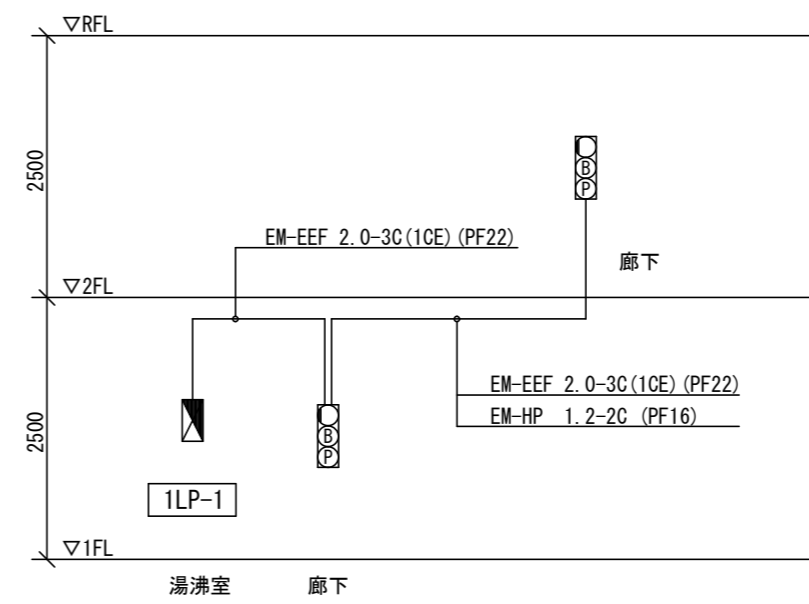 ▽RFL
2500
B
P
EM-EEF 2.0-3C(1CE)(PF22)
廊下
▽2FL
2500
EM-EEF 2.0-3C(1CE)(PF22)
EM-HP 1.2-2C (PF16)
B
P
1LP-1
▽1FL
湯沸室 廊下